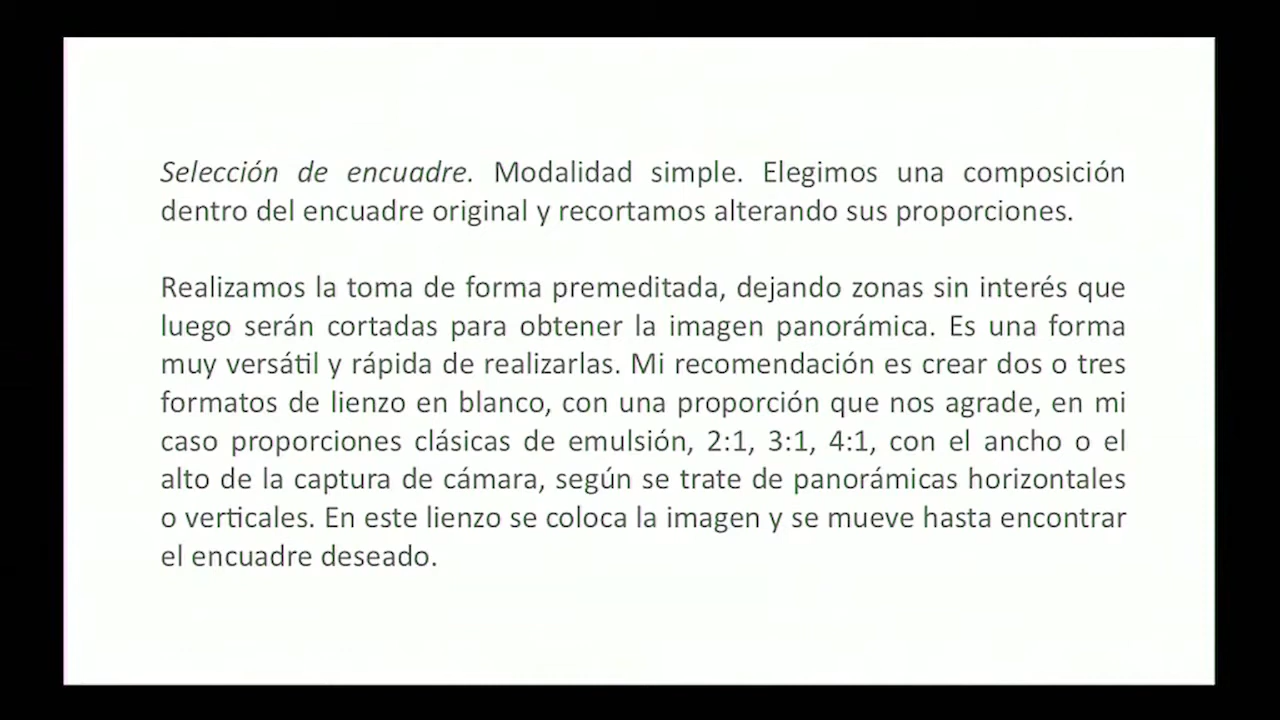 Selección de encuadre. Modalidad simple. Elegimos una composición
dentro del encuadre original y recortamos alterando sus proporciones.
Realizamos la toma de forma premeditada, dejando zonas sin interés que
luego serán cortadas para obtener la imagen panorámica. Es una forma
muy versátil y rápida de realizarlas. Mi recomendación es crear dos o tres
formatos de lienzo en blanco, con una proporción que nos agrade, en mi
caso proporciones clásicas de emulsión, 2:1, 3:1, 4:1, con el ancho o el
alto de la captura de cámara, según se trate de panorámicas horizontales
o verticales. En este lienzo se coloca la imagen y se mueve hasta encontrar
el encuadre deseado.